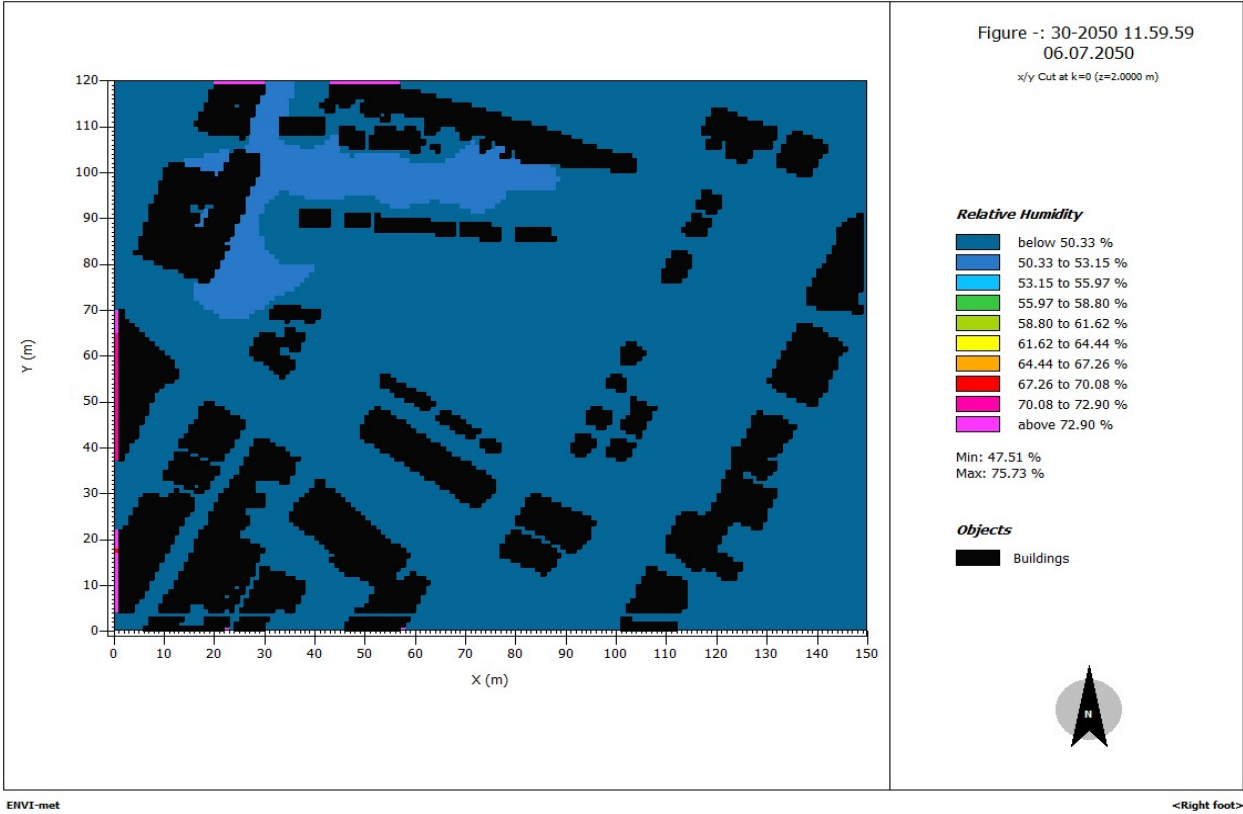 Figure -: 30-2050 11.59.59
06.07.2050
x/y Cut at k=0 (z=2.0000 m)
120
110
100
90
80
70
60
50
40
30
20
10
0
Y (m)
0 10 20 30 40 50 60 70 80 90 100 110 120 130 140 150
X (m)
Relative Humidity
below 50.33 %
50.33 to 53.15 %
53.15 to 55.97 %
55.97 to 58.80 %
58.80 to 61.62 %
61.62 to 64.44 %
64.44 to 67.26 %
67.26 to 70.08 %
70.08 to 72.90 %
above 72.90 %
Min: 47.51 %
Max: 75.73 %
Objects
Buildings
N
ENVI-met
<Right foot>